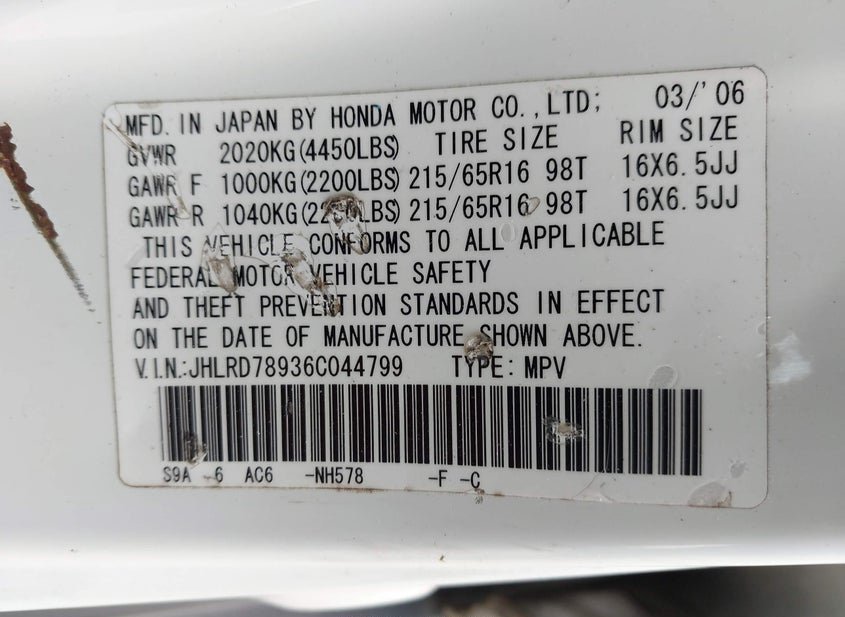 MFD. IN JAPAN BY HONDA MOTOR CO., LTD; 03/'06
GVWR 2020KG(4450LBS) TIRE SIZE RIM SIZE
GAWR F 1000KG(2200LBS) 215/65R16 98T 16X6.5JJ
GAWR R 1040KG( 215/65R16 98T 16X6.5JJ
THIS VEHICLE CONFORMS TO ALL APPLICABLE
FEDERAL MOTOR VEHICLE SAFETY
AND THEFT PREVENTION STANDARDS IN EFFECT
ON THE DATE OF MANUFACTURE SHOWN ABOVE.
V.I.N.:JHLRD78936C044799 TYPE: MPV
S9A 6 AC6 -NH578 -F -C